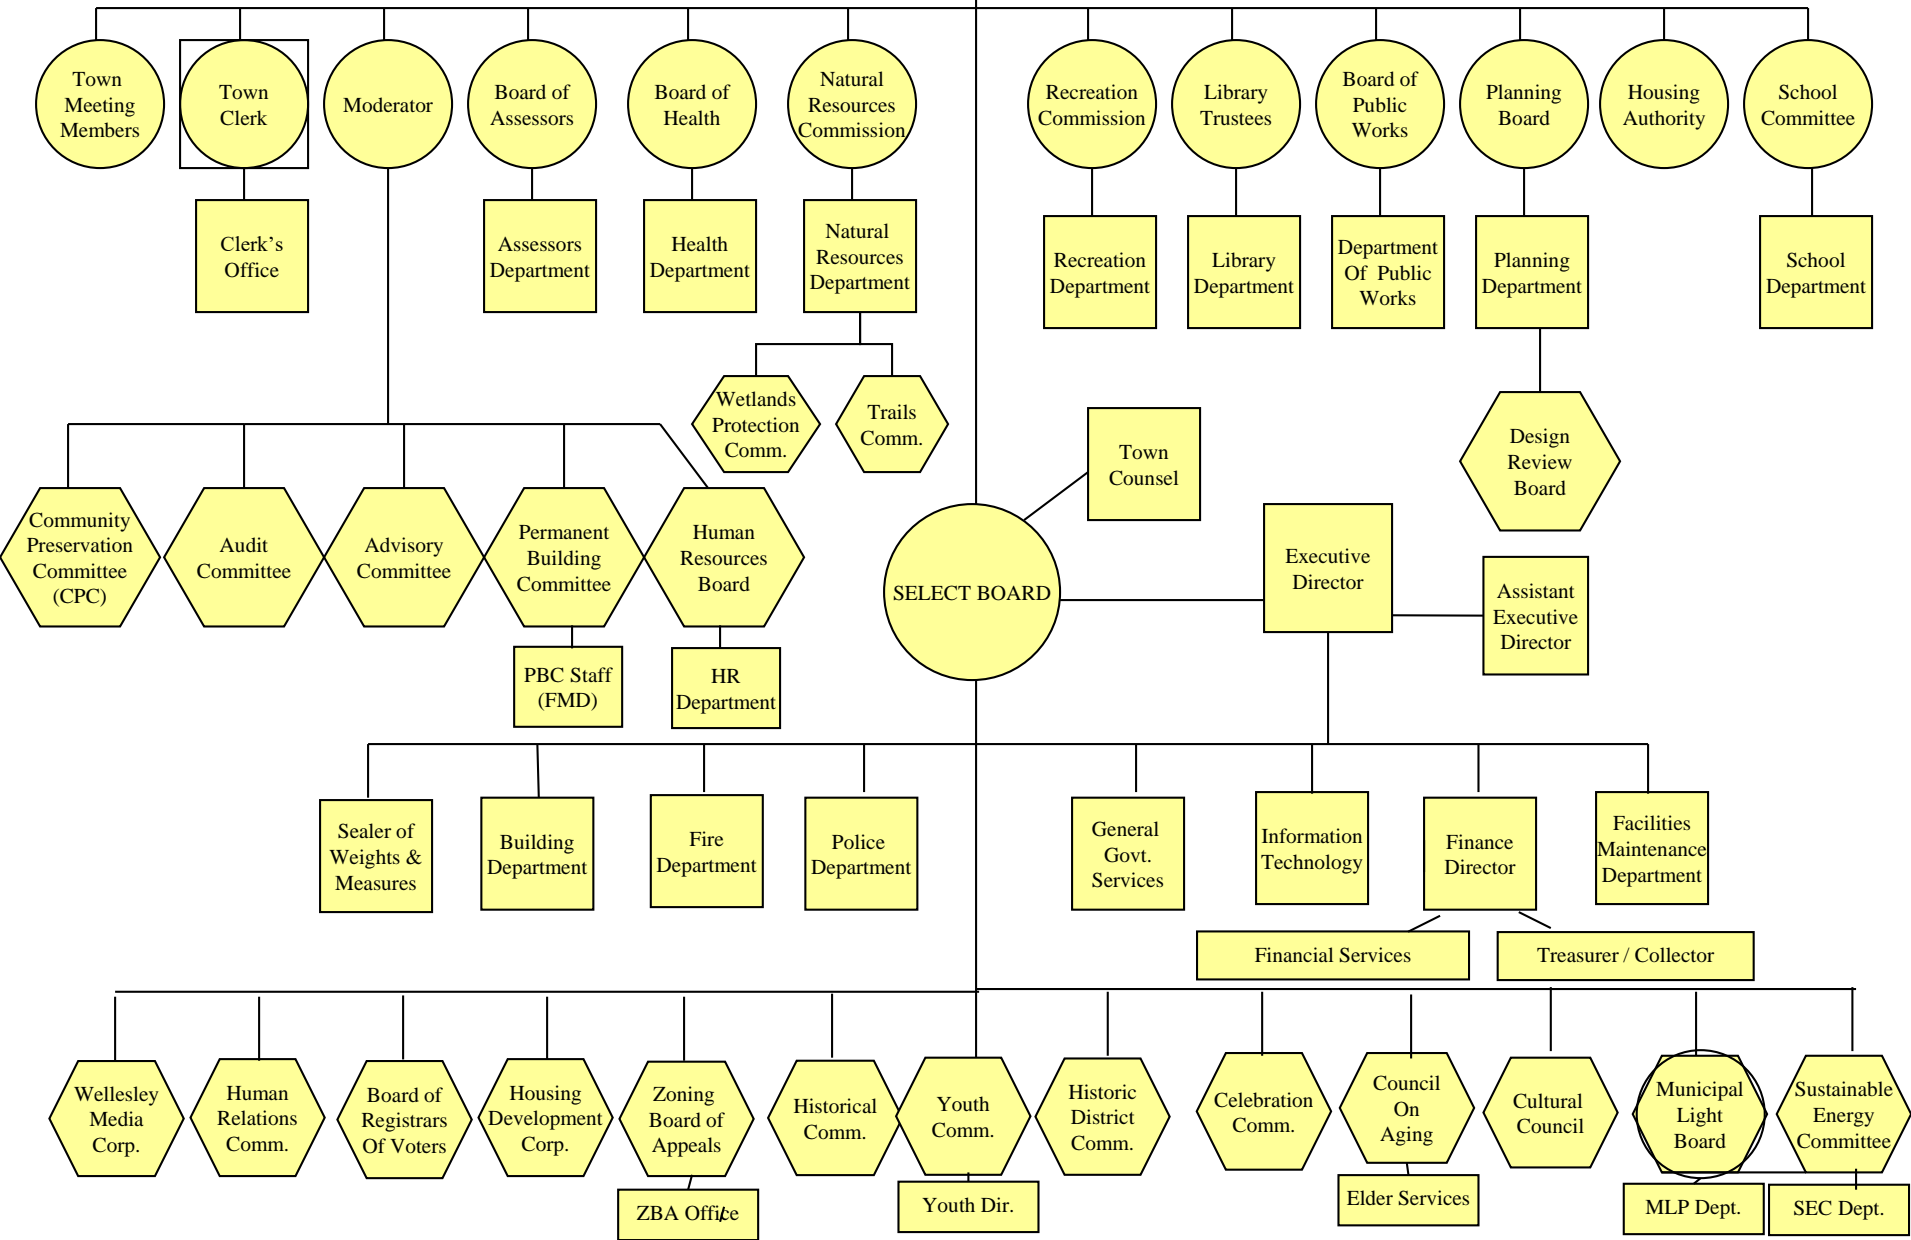 Town
Meeting
Members
Town
Clerk
Moderator
Board of
Assessors
Board of
Health
Natural
Resources
Commission
Recreation
Commission
Library
Trustees
Board of
Public
Works
Planning
Board
Housing
Authority
School
Committee
Clerk’s
Office
Assessors
Department
Health
Department
Natural
Resources
Department
Recreation
Department
Library
Department
Department
Of Public
Works
Planning
Department
School
Department
Wetlands
Protection
Comm.
Trails
Comm.
Town
Counsel
Design
Review
Board
Community
Preservation
Committee
(CPC)
Audit
Committee
Advisory
Committee
Permanent
Building
Committee
Human
Resources
Board
SELECT BOARD
Executive
Director
Assistant
Executive
Director
PBC Staff
(FMD)
HR
Department
Sealer of
Weights &
Measures
Building
Department
Fire
Department
Police
Department
General
Govt.
Services
Information
Technology
Finance
Director
Facilities
Maintenance
Department
Financial Services
Treasurer / Collector
Wellesley
Media
Corp.
Human
Relations
Comm.
Board of
Registrars
Of Voters
Housing
Development
Corp.
Zoning
Board of
Appeals
Historical
Comm.
Youth
Comm.
Historic
District
Comm.
Celebration
Comm.
Council
On
Aging
Cultural
Council
Municipal
Light
Board
Sustainable
Energy
Committee
ZBA Office
Youth Dir.
Elder Services
MLP Dept.
SEC Dept.